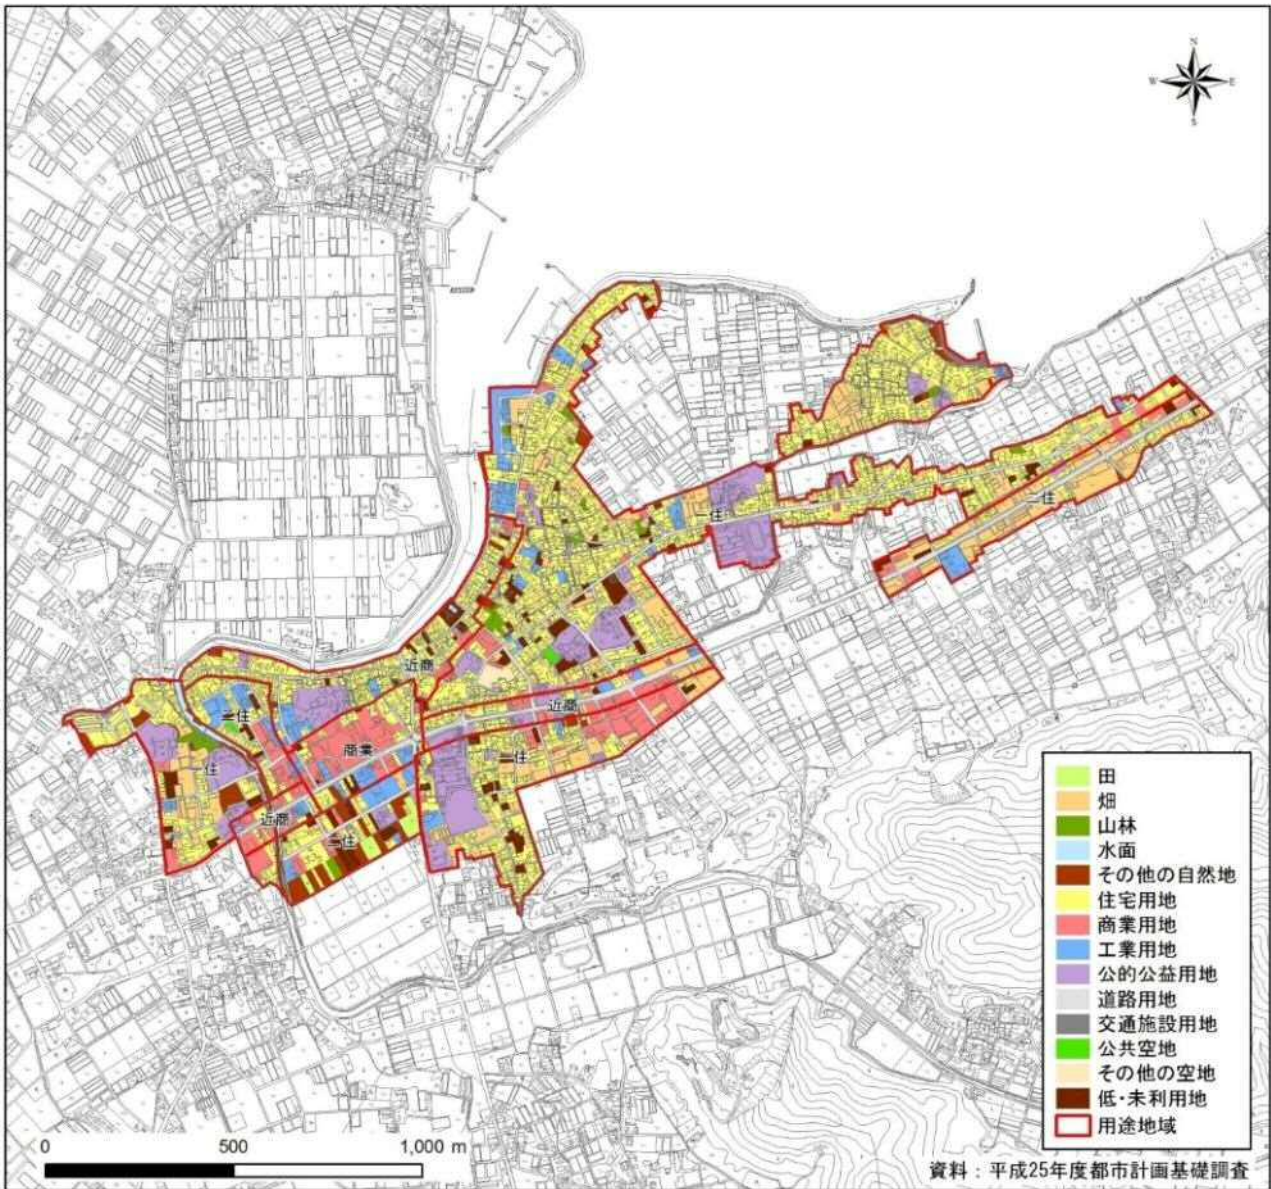 N
W
E
S
一住
二住
近商
二住
近商
商業
二住
住
近商
二住
田
畑
山林
水面
その他の自然地
住宅用地
商業用地
工業用地
公的公益用地
道路用地
交通施設用地
公共空地
その他の空地
低・未利用地
用途地域
0 500 1,000 m
資料：平成25年度都市計画基礎調査